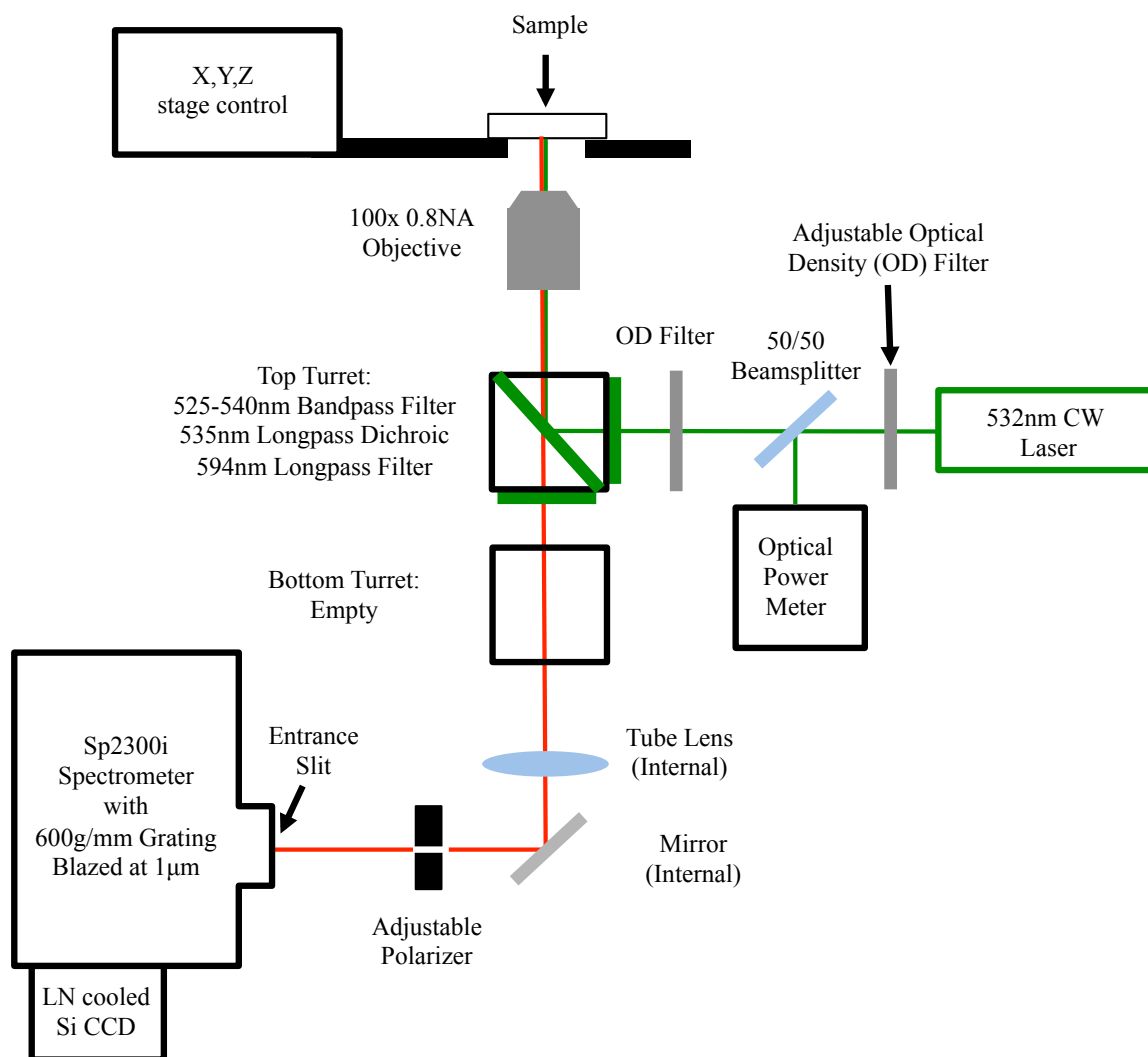 Sample
X,Y,Z
stage control
100x 0.8NA
Objective
Adjustable Optical
Density (OD) Filter
OD Filter
50/50
Beamsplitter
532nm CW
Laser
Top Turret:
525-540nm Bandpass Filter
535nm Longpass Dichroic
594nm Longpass Filter
Optical
Power
Meter
Bottom Turret:
Empty
Sp2300i
Spectrometer
with
600g/mm Grating
Blazed at 1μm
Entrance
Slit
Tube Lens
(Internal)
Mirror
(Internal)
Adjustable
Polarizer
LN cooled
Si CCD